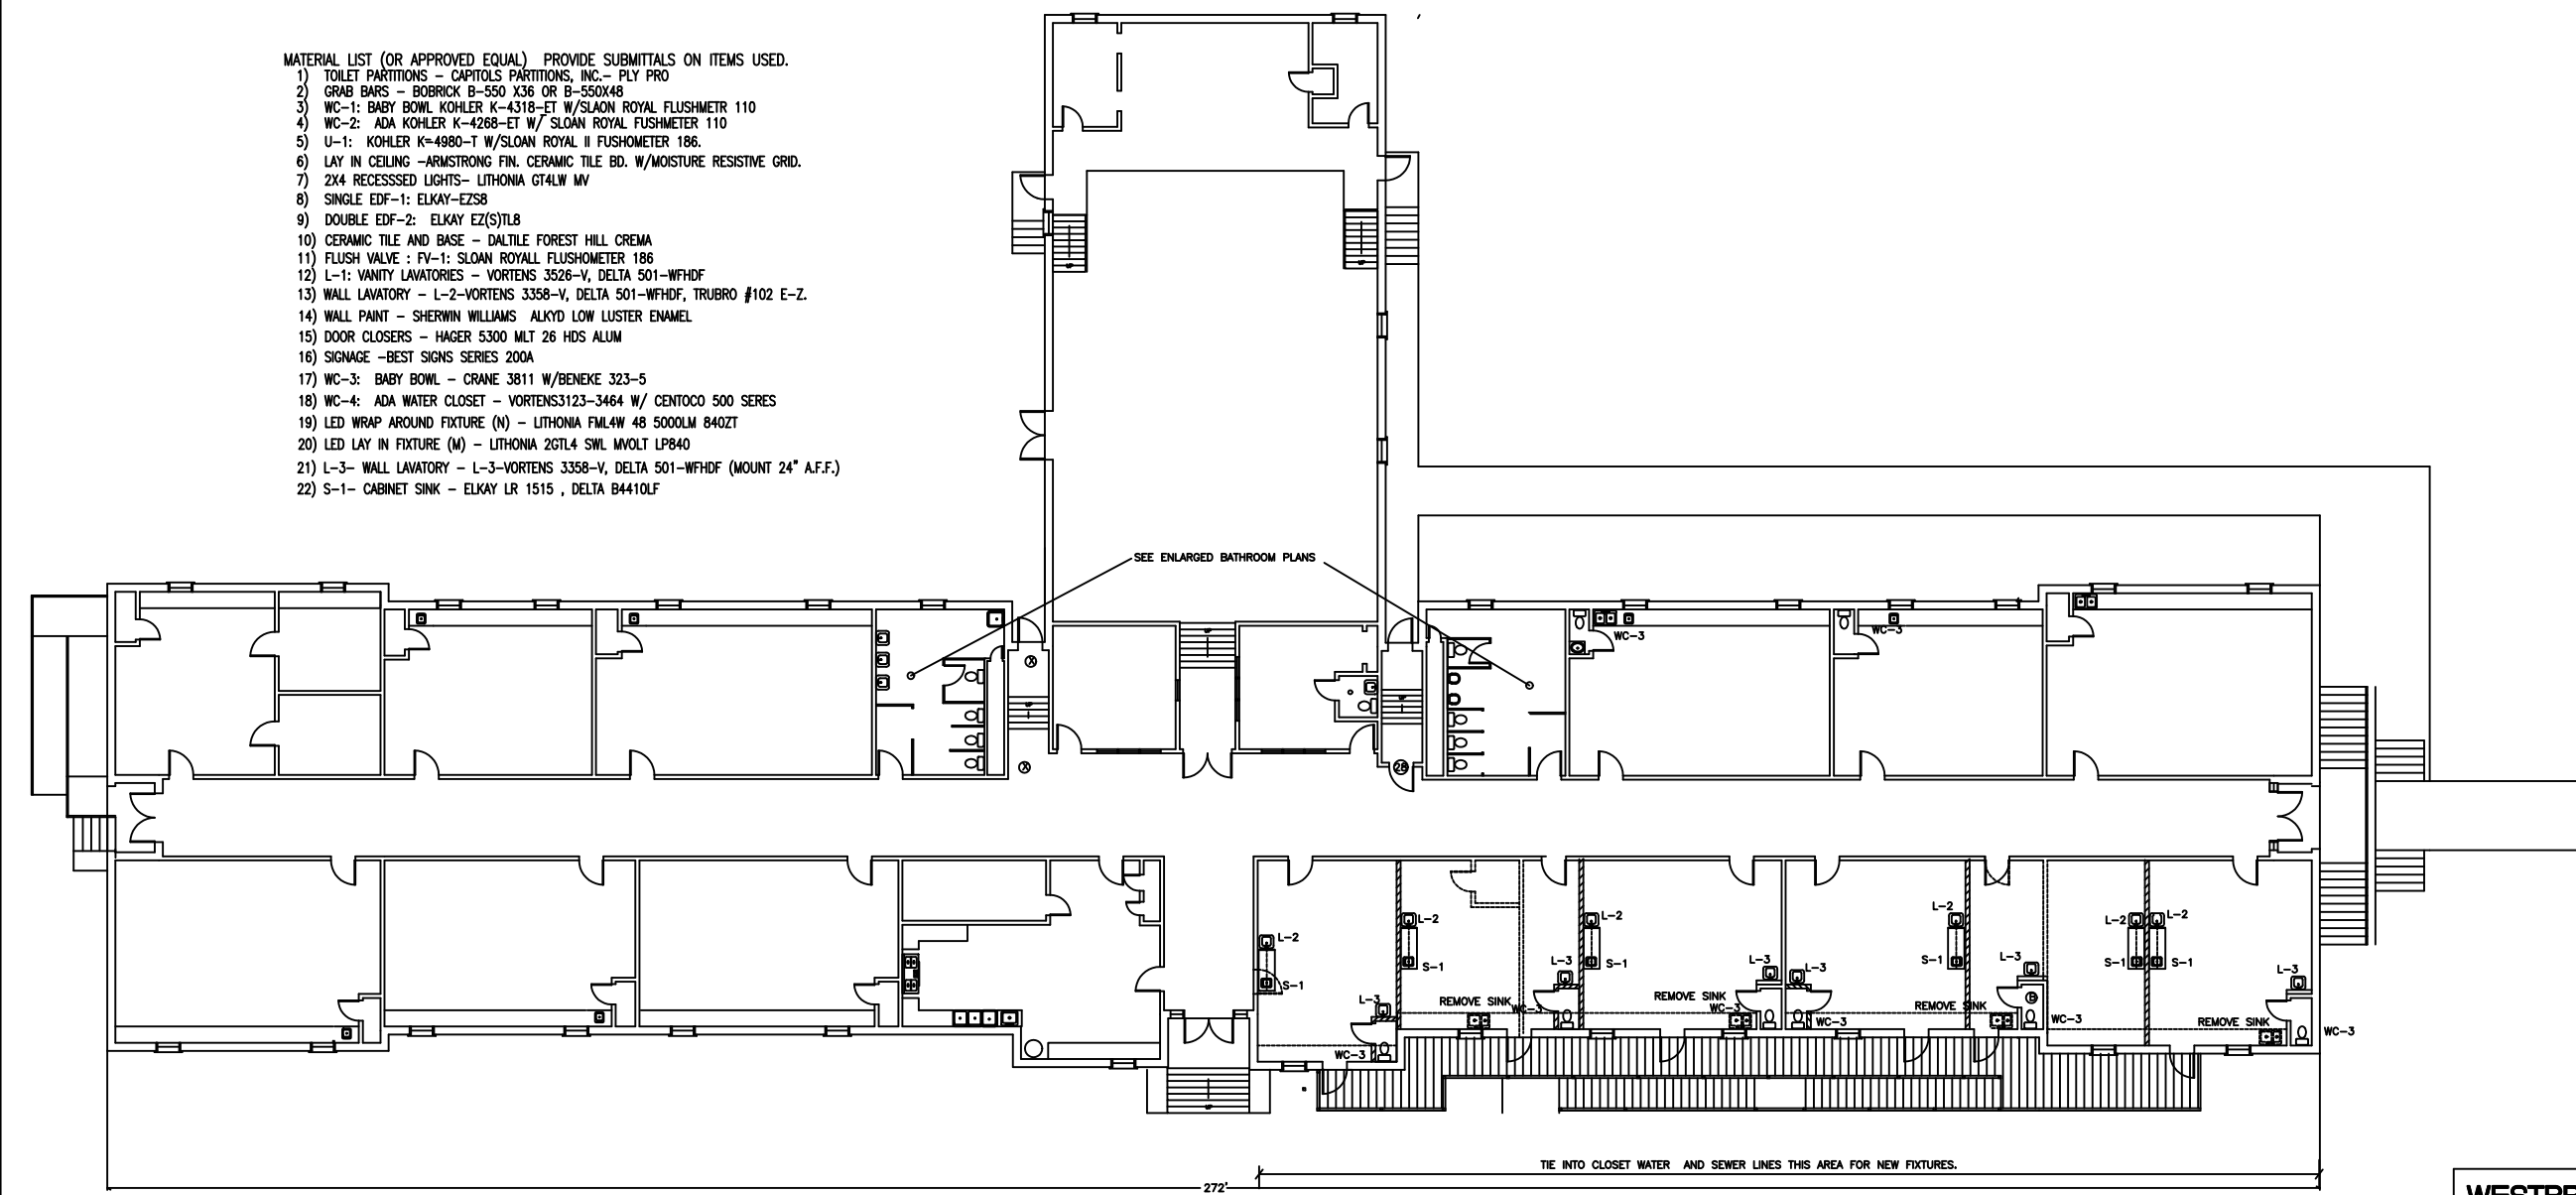 MATERIAL LIST (OR APPROVED EQUAL) PROVIDE SUBMITTALS ON ITEMS USED.
1) TOILET PARTITIONS - CAPITOLS PARTITIONS, INC.- PLY PRO
2) GRAB BARS - BOBRICK B-550 X36 OR B-550X48
3) WC-1: BABY BOWL KOHLER K-4318-ET W/SLAON ROYAL FLUSHMETR 110
4) WC-2: ADA KOHLER K-4268-ET W/ SLOAN ROYAL FUSHMETER 110
5) U-1: KOHLER K=4980-T W/SLOAN ROYAL II FUSHOMETER 186.
6) LAY IN CEILING -ARMSTRONG FIN. CERAMIC TILE BD. W/MOISTURE RESISTIVE GRID.
7) 2X4 RECESSSED LIGHTS- LITHONIA GT4LW MV
8) SINGLE EDF-1: ELKAY-EZS8
9) DOUBLE EDF-2: ELKAY EZ(S)TL8
10) CERAMIC TILE AND BASE - DALTILE FOREST HILL CREMA
11) FLUSH VALVE : FV-1: SLOAN ROYALL FLUSHOMETER 186
12) L-1: VANITY LAVATORIES - VORTENS 3526-V, DELTA 501-WFHDF
13) WALL LAVATORY - L-2-VORTENS 3358-V, DELTA 501-WFHDF, TRUBRO #102 E-Z.
14) WALL PAINT - SHERWIN WILLIAMS ALKYD LOW LUSTER ENAMEL
15) DOOR CLOSERS - HAGER 5300 MLT 26 HDS ALUM
16) SIGNAGE -BEST SIGNS SERIES 200A
17) WC-3: BABY BOWL - CRANE 3811 W/BENEKE 323-5
18) WC-4: ADA WATER CLOSET - VORTENS3123-3464 W/ CENTOCO 500 SERES
19) LED WRAP AROUND FIXTURE (N) - LITHONIA FML4W 48 5000LM 840ZT
20) LED LAY IN FIXTURE (M) - LITHONIA 2GTL4 SWL MVOLT LP840
21) L-3- WALL LAVATORY - L-3-VORTENS 3358-V, DELTA 501-WFHDF (MOUNT 24" A.F.F.)
22) S-1- CABINET SINK - ELKAY LR 1515 , DELTA B4410LF
UP
UP
SEE ENLARGED BATHROOM PLANS
UP
WC-3
WC-3
X
UP
UP
X
28
L-2
L-2
L-2
L-2
L-2
L-2
S-1
S-1
S-1
S-1
S-1
S-1
L-3
L-3
L-3
L-3
L-3
L-3
REMOVE SINK
REMOVE SINK
REMOVE SINK
REMOVE SINK
B
WC-3
WC-3
WC-3
WC-3
WC-3
WC-3
UP
TIE INTO CLOSET WATER AND SEWER LINES THIS AREA FOR NEW FIXTURES.
272'